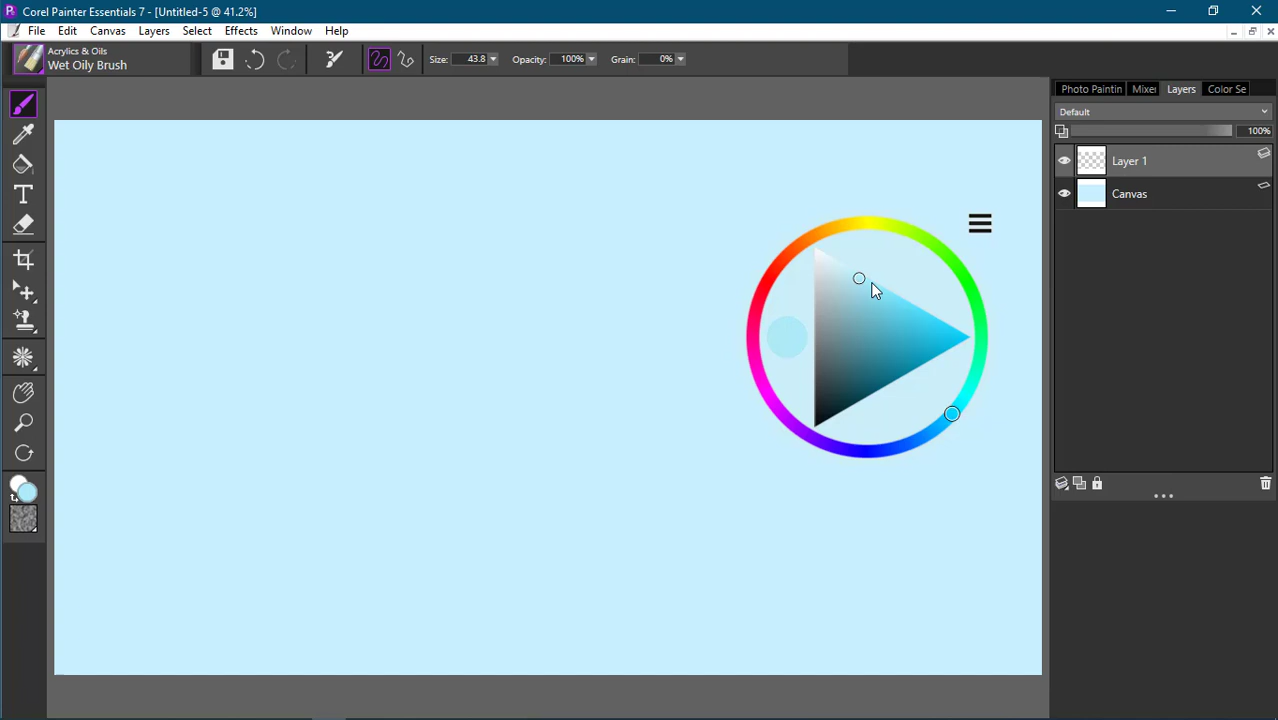 Corel Painter Essentials 7 - [Untitled-5 @ 41.2%]
File Edit Canvas Layers Select Effects Window Help
Acrylics & Oils
Wet Oily Brush
Size: 43.8 Opacity: 100% Grain: 0%
Photo Paintin Mixer Layers Color Se
Default
100%
Layer 1
Canvas